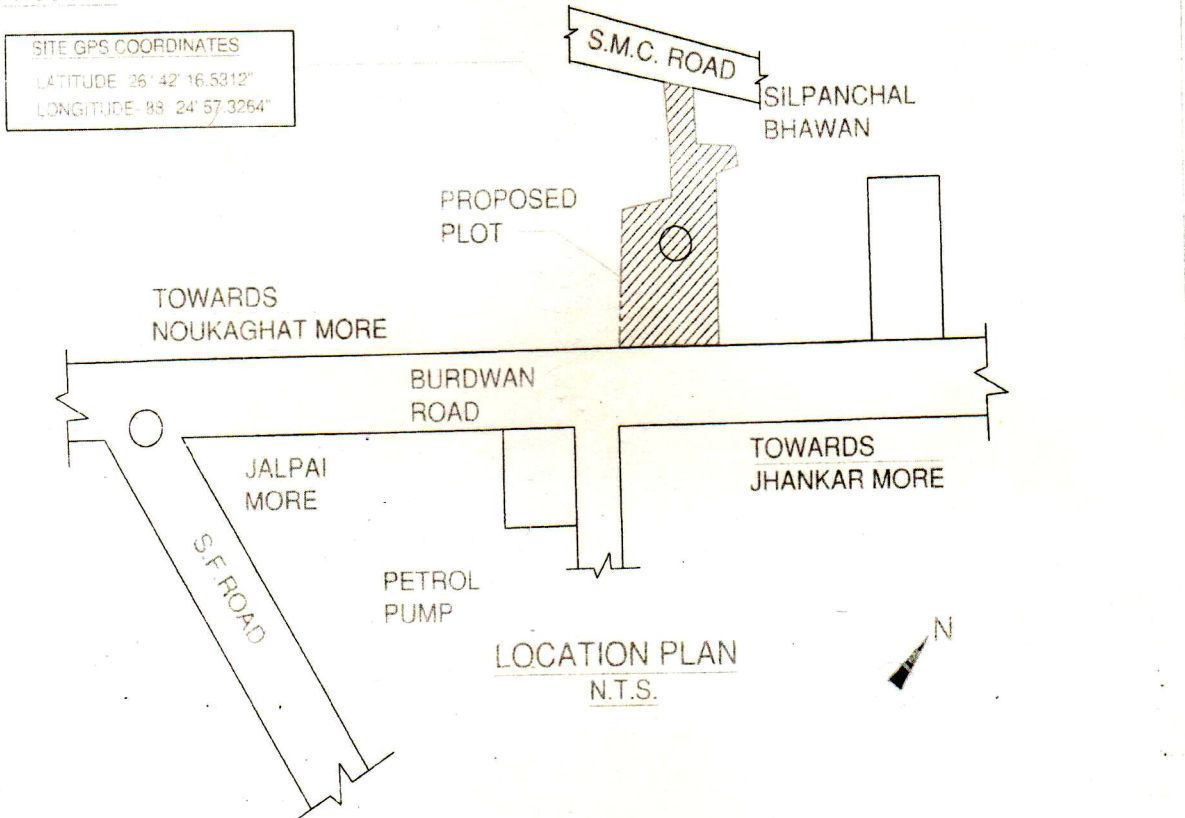 SITE GPS COORDINATES
LATITUDE 26° 42' 16.5312"
LONGITUDE- 88 24' 57.3264"
S.M.C. ROAD
SILPANCHAL
BHAWAN
PROPOSED
PLOT
TOWARDS
NOUKAGHAT MORE
BURDWAN
ROAD
JALPAI
MORE
TOWARDS
JHANKAR MORE
S.F. ROAD
PETROL
PUMP
LOCATION PLAN
N.T.S.
N